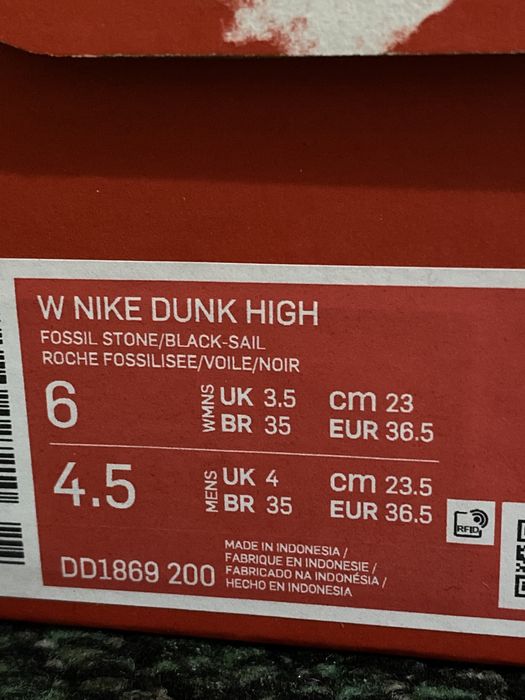 W NIKE DUNK HIGH
FOSSIL STONE/BLACK-SAIL
ROCHE FOSSILISEE/VOILE/NOIR
6 WMNS UK 3.5 cm 23
BR 35 EUR 36.5
4.5 MENS UK 4 cm 23.5
BR 35 EUR 36.5
RFID
MADE IN INDONESIA /
FABRIQUE EN INDONESIE /
DD1869 200 FABRICADO NA INDONÉSIA /
HECHO EN INDONESIA